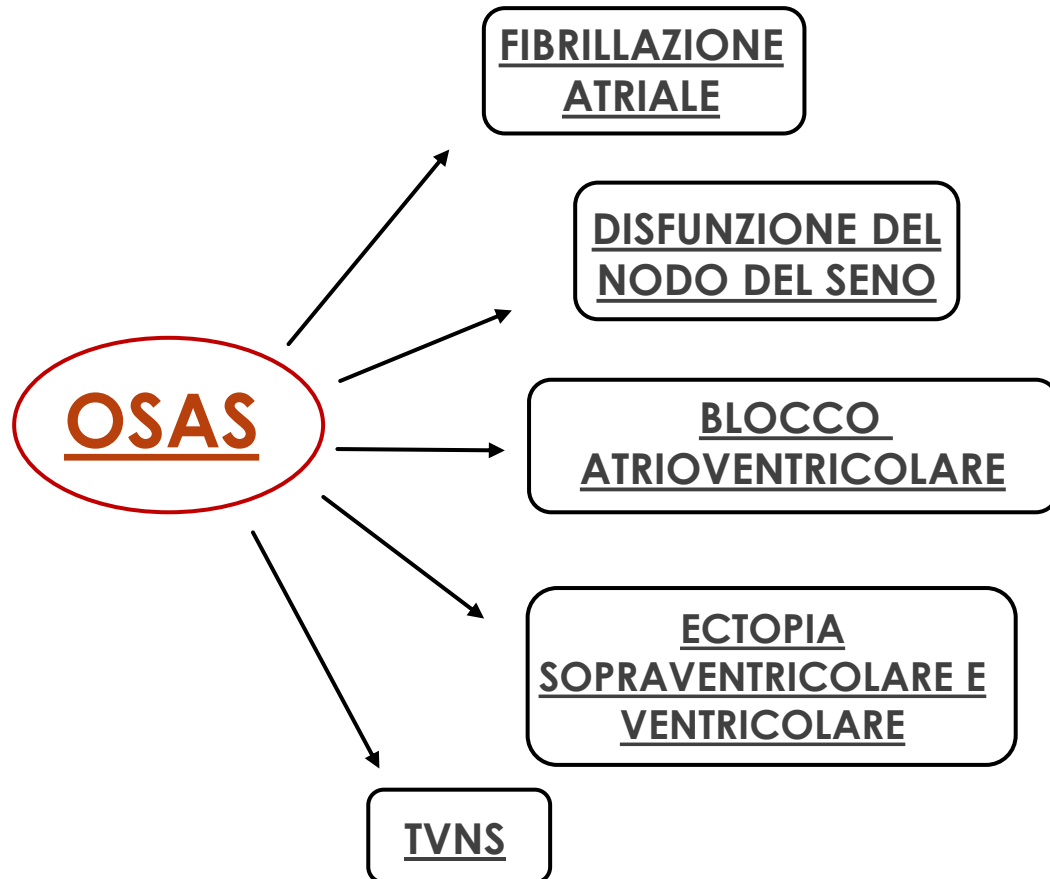 FIBRILLAZIONE
ATRIALE
DISFUNZIONE DEL
NODO DEL SENO
OSAS
BLOCCO
ATRIOVENTRICOLARE
ECTOPIA
SOPRAVENTRICOLARE E
VENTRICOLARE
TVNS